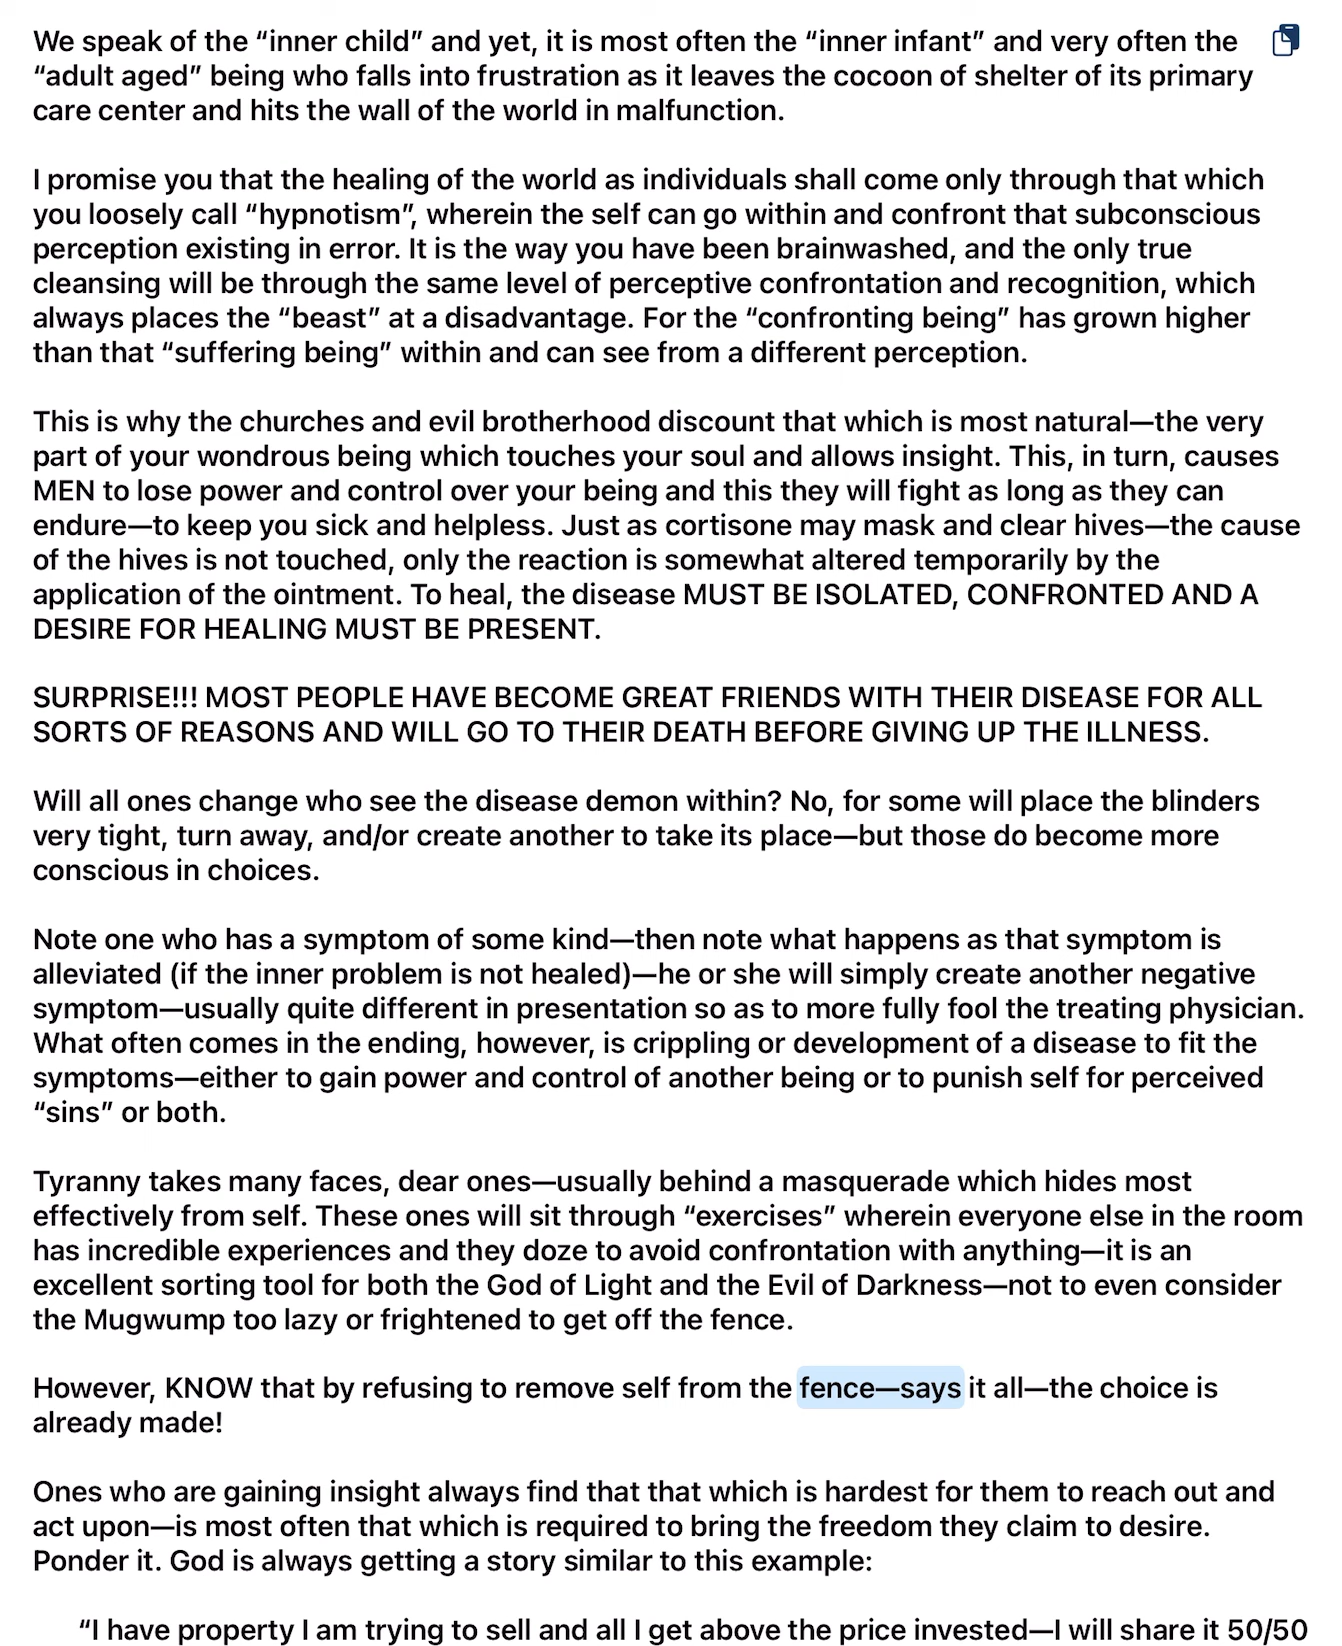 We speak of the “inner child” and yet, it is most often the “inner infant” and very often the
“adult aged” being who falls into frustration as it leaves the cocoon of shelter of its primary
care center and hits the wall of the world in malfunction.
I promise you that the healing of the world as individuals shall come only through that which
you loosely call “hypnotism”, wherein the self can go within and confront that subconscious
perception existing in error. It is the way you have been brainwashed, and the only true
cleansing will be through the same level of perceptive confrontation and recognition, which
always places the “beast” at a disadvantage. For the “confronting being” has grown higher
than that “suffering being” within and can see from a different perception.
This is why the churches and evil brotherhood discount that which is most natural—the very
part of your wondrous being which touches your soul and allows insight. This, in turn, causes
MEN to lose power and control over your being and this they will fight as long as they can
endure—to keep you sick and helpless. Just as cortisone may mask and clear hives—the cause
of the hives is not touched, only the reaction is somewhat altered temporarily by the
application of the ointment. To heal, the disease MUST BE ISOLATED, CONFRONTED AND A
DESIRE FOR HEALING MUST BE PRESENT.
SURPRISE!!! MOST PEOPLE HAVE BECOME GREAT FRIENDS WITH THEIR DISEASE FOR ALL
SORTS OF REASONS AND WILL GO TO THEIR DEATH BEFORE GIVING UP THE ILLNESS.
Will all ones change who see the disease demon within? No, for some will place the blinders
very tight, turn away, and/or create another to take its place—but those do become more
conscious in choices.
Note one who has a symptom of some kind—then note what happens as that symptom is
alleviated (if the inner problem is not healed)—he or she will simply create another negative
symptom—usually quite different in presentation so as to more fully fool the treating physician.
What often comes in the ending, however, is crippling or development of a disease to fit the
symptoms—either to gain power and control of another being or to punish self for perceived
“sins” or both.
Tyranny takes many faces, dear ones—usually behind a masquerade which hides most
effectively from self. These ones will sit through “exercises” wherein everyone else in the room
has incredible experiences and they doze to avoid confrontation with anything—it is an
excellent sorting tool for both the God of Light and the Evil of Darkness—not to even consider
the Mugwump too lazy or frightened to get off the fence.
However, KNOW that by refusing to remove self from the fence—says it all—the choice is
already made!
Ones who are gaining insight always find that that which is hardest for them to reach out and
act upon—is most often that which is required to bring the freedom they claim to desire.
Ponder it. God is always getting a story similar to this example:
“I have property I am trying to sell and all I get above the price invested—I will share it 50/50